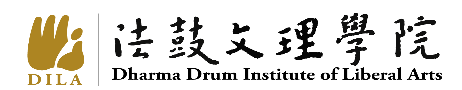 法鼓文理學院
DILA
Dharma Drum Institute of Liberal Arts